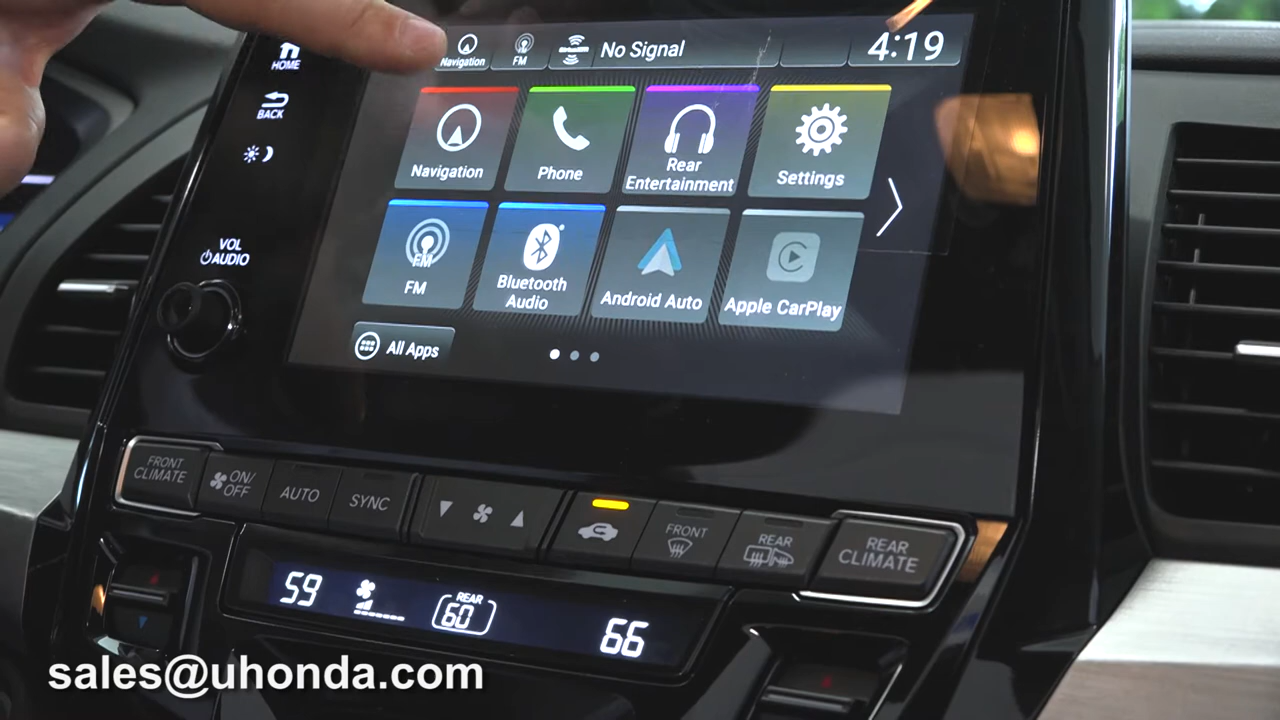 HOME
Navigation
FM
SiriusXM
No Signal
4:19
BACK
Navigation
Phone
Rear
Entertainment
Settings
VOL
AUDIO
FM
FM
Bluetooth
Audio
Android Auto
Apple CarPlay
All Apps
FRONT
CLIMATE
ON/
OFF
AUTO
SYNC
FRONT
REAR
REAR
CLIMATE
59
REAR
60
66
sales@uhonda.com